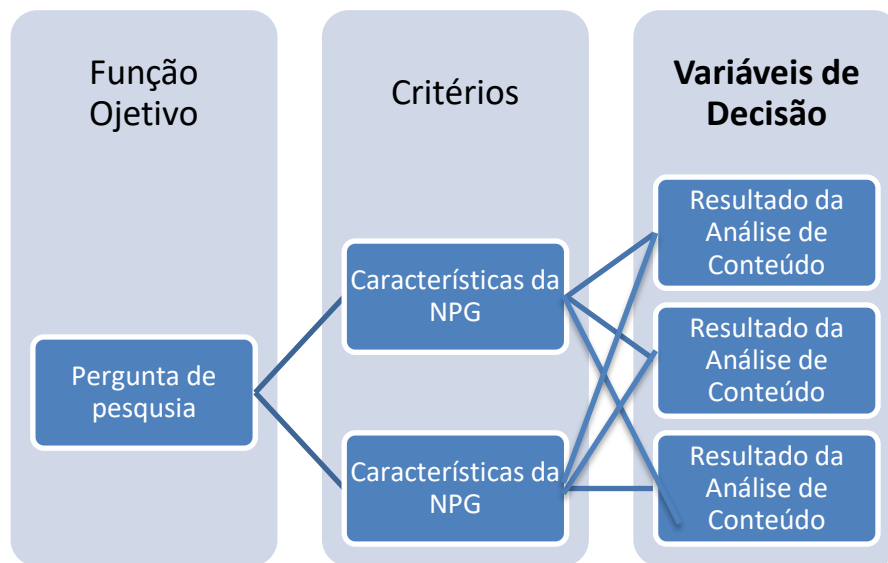 Função
Ojetivo
Critérios
Variáveis de
Decisão
Pergunta de
pesqusia
Características da
NPG
Características da
NPG
Resultado da
Análise de
Conteúdo
Resultado da
Análise de
Conteúdo
Resultado da
Análise de
Conteúdo